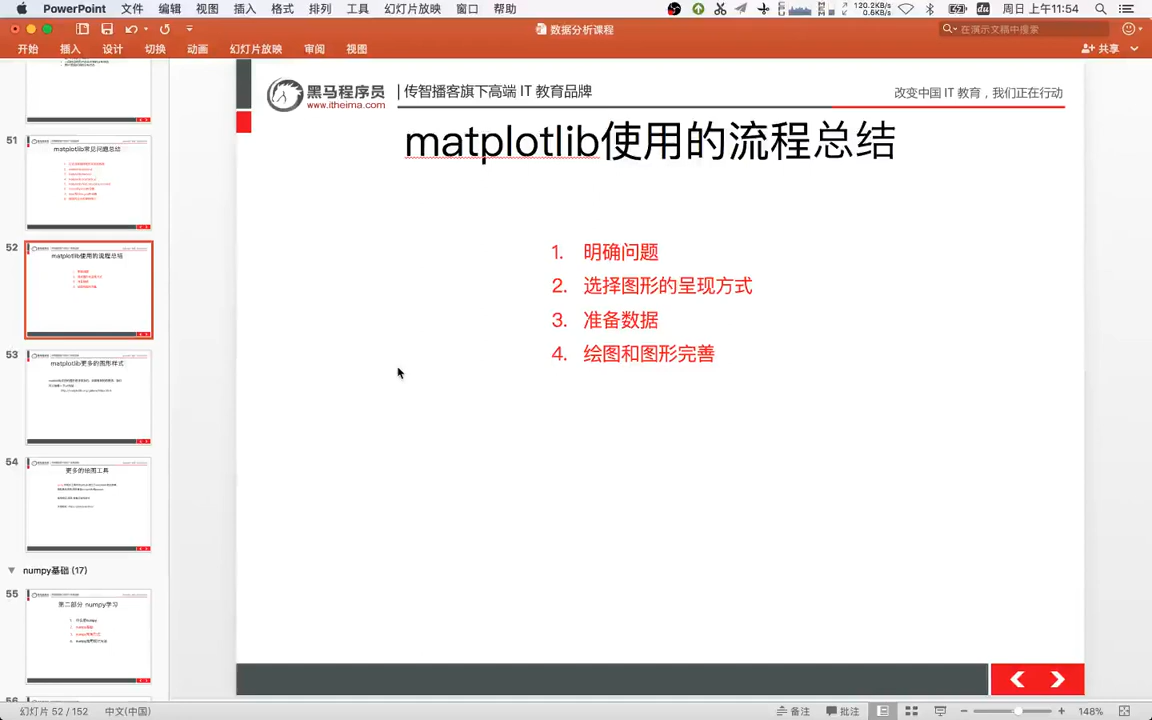 PowerPoint 文件 编辑 视图 插入 格式 排列 工具 幻灯片放映 窗口 帮助
120.2KB/s
0.6KB/s
周日 上午11:54
数据分析课程
在演示文稿中搜索
开始 插入 设计 切换 动画 幻灯片放映 审阅 视图
共享
51
matplotlib常见问题总结
52
matplotlib使用的流程总结
53
matplotlib更多的图形样式
54
更多的绘图工具
numpy基础 (17)
55
第二部分 numpy学习
黑马程序员
www.itheima.com
传智播客旗下高端 IT 教育品牌
改变中国 IT 教育，我们正在行动
matplotlib使用的流程总结
1. 明确问题
2. 选择图形的呈现方式
3. 准备数据
4. 绘图和图形完善
幻灯片 52 / 152 中文(中国)
备注 批注
148%